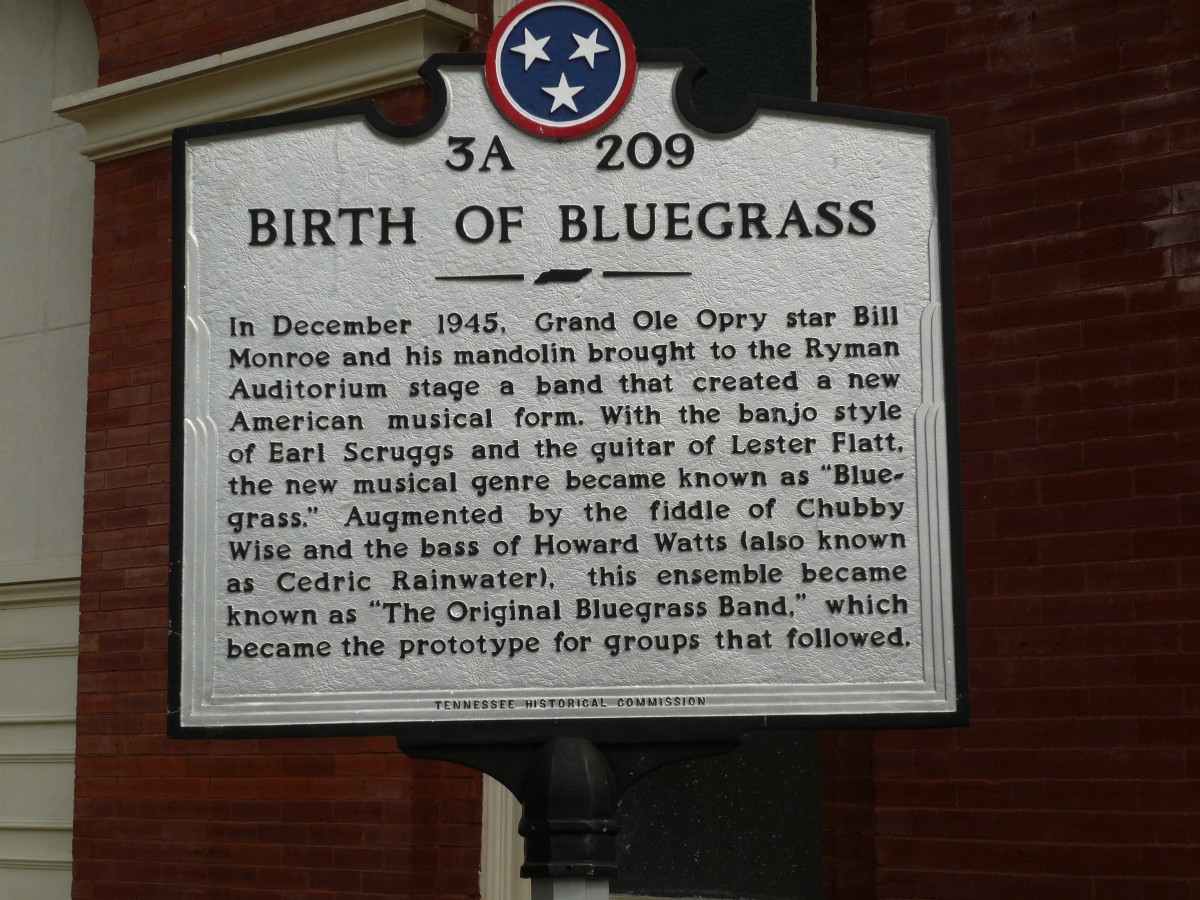 3A 209
BIRTH OF BLUEGRASS
In December 1945, Grand Ole Opry star Bill
Monroe and his mandolin brought to the Ryman
Auditorium stage a band that created a new
American musical form. With the banjo style
of Earl Scruggs and the guitar of Lester Flatt,
the new musical genre became known as "Blue-
grass." Augmented by the fiddle of Chubby
Wise and the bass of Howard Watts (also known
as Cedric Rainwater), this ensemble became
known as "The Original Bluegrass Band," which
became the prototype for groups that followed.
TENNESSEE HISTORICAL COMMISSION